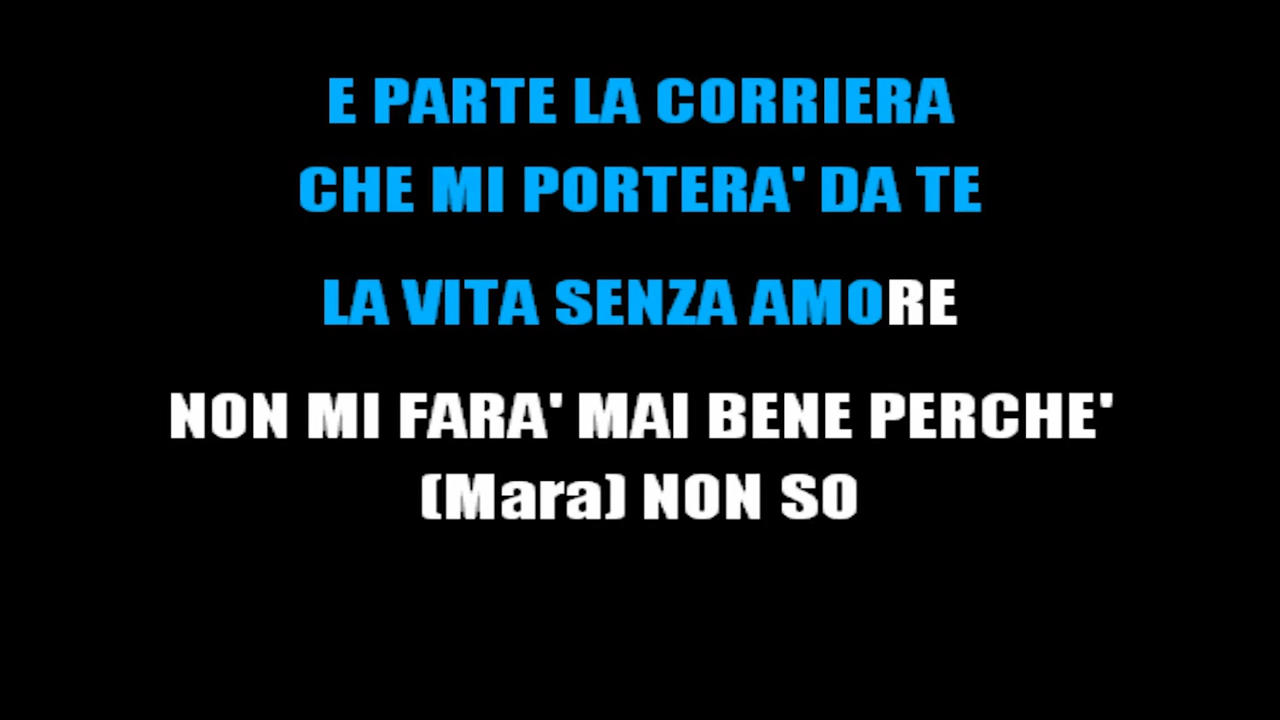 E PARTE LA CORRIERA
CHE MI PORTERA' DA TE
LA VITA SENZA AMORE
NON MI FARA' MAI BENE PERCHE'
(Mara) NON SO